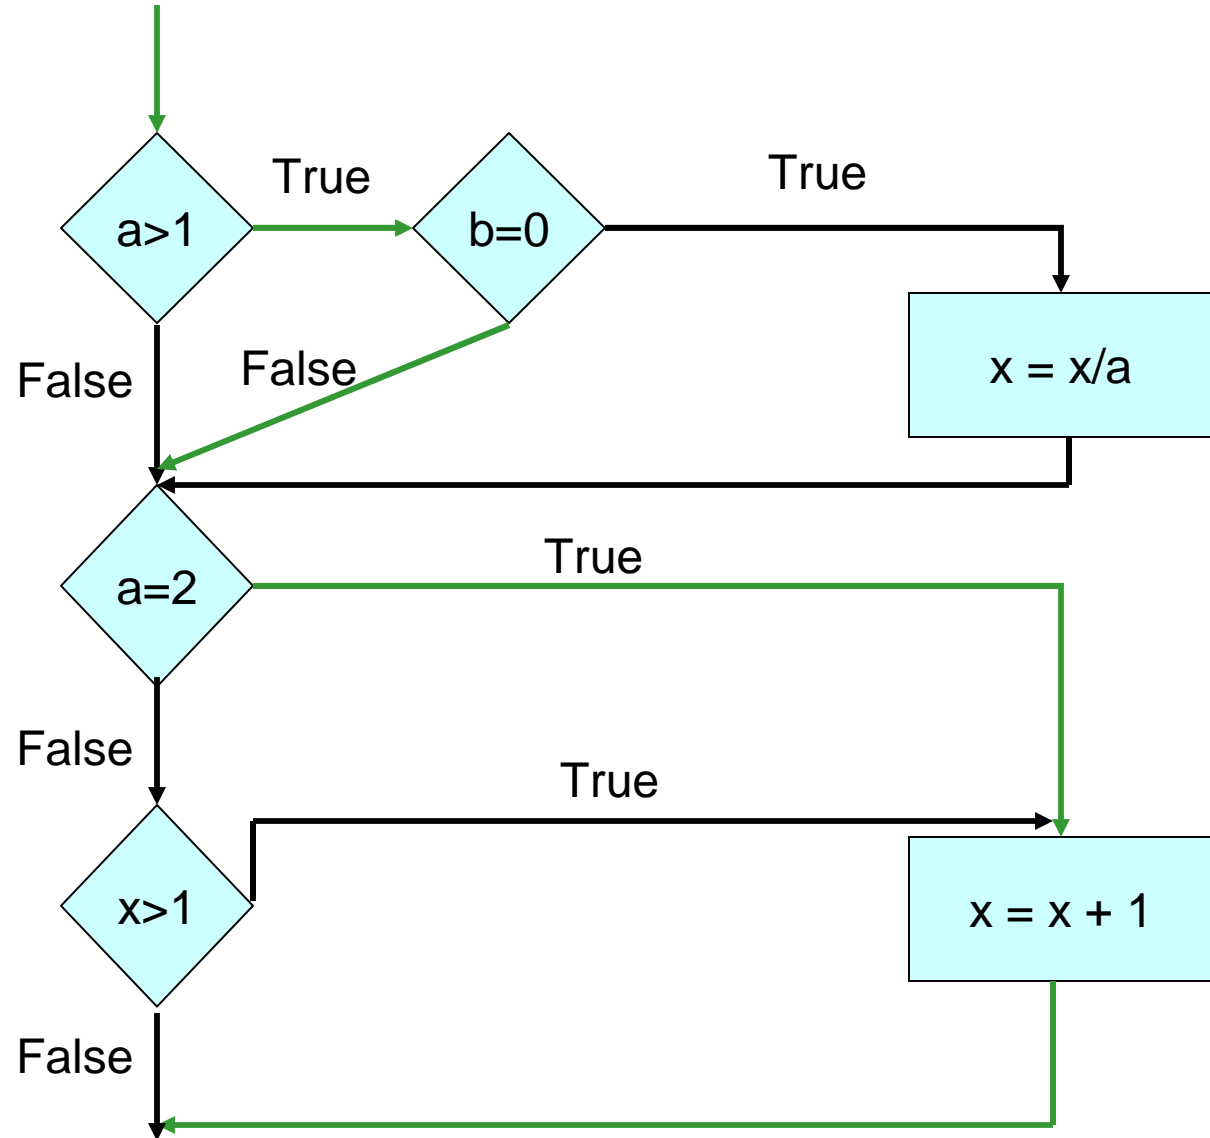 True
True
a>1
b=0
False
False
x = x/a
True
a=2
False
True
x>1
x = x + 1
False